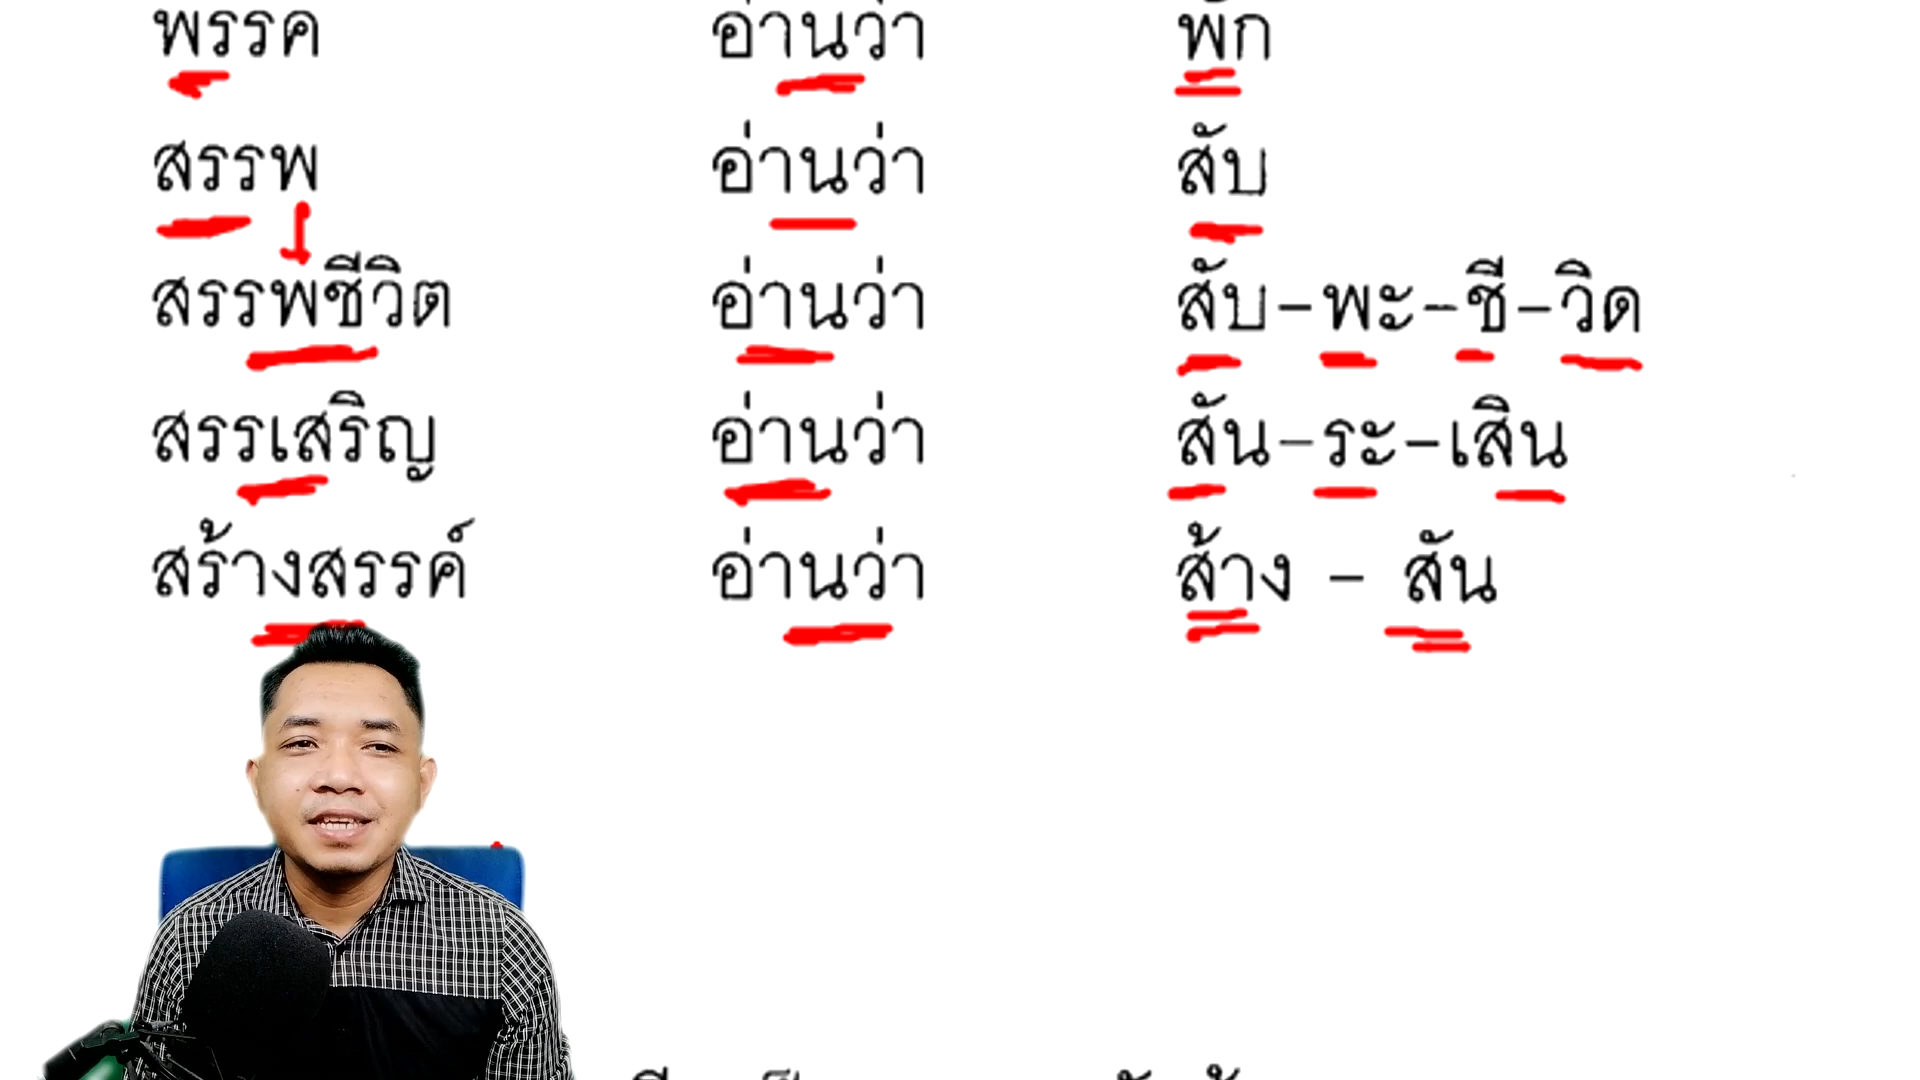 พรรค อ่านว่า พัก
สรรพ อ่านว่า สับ
สรรพชีวิต อ่านว่า สับ-พะ-ชี-วิด
สรรเสริญ อ่านว่า สัน-ระ-เสิน
สร้างสรรค์ อ่านว่า ส้าง - สัน